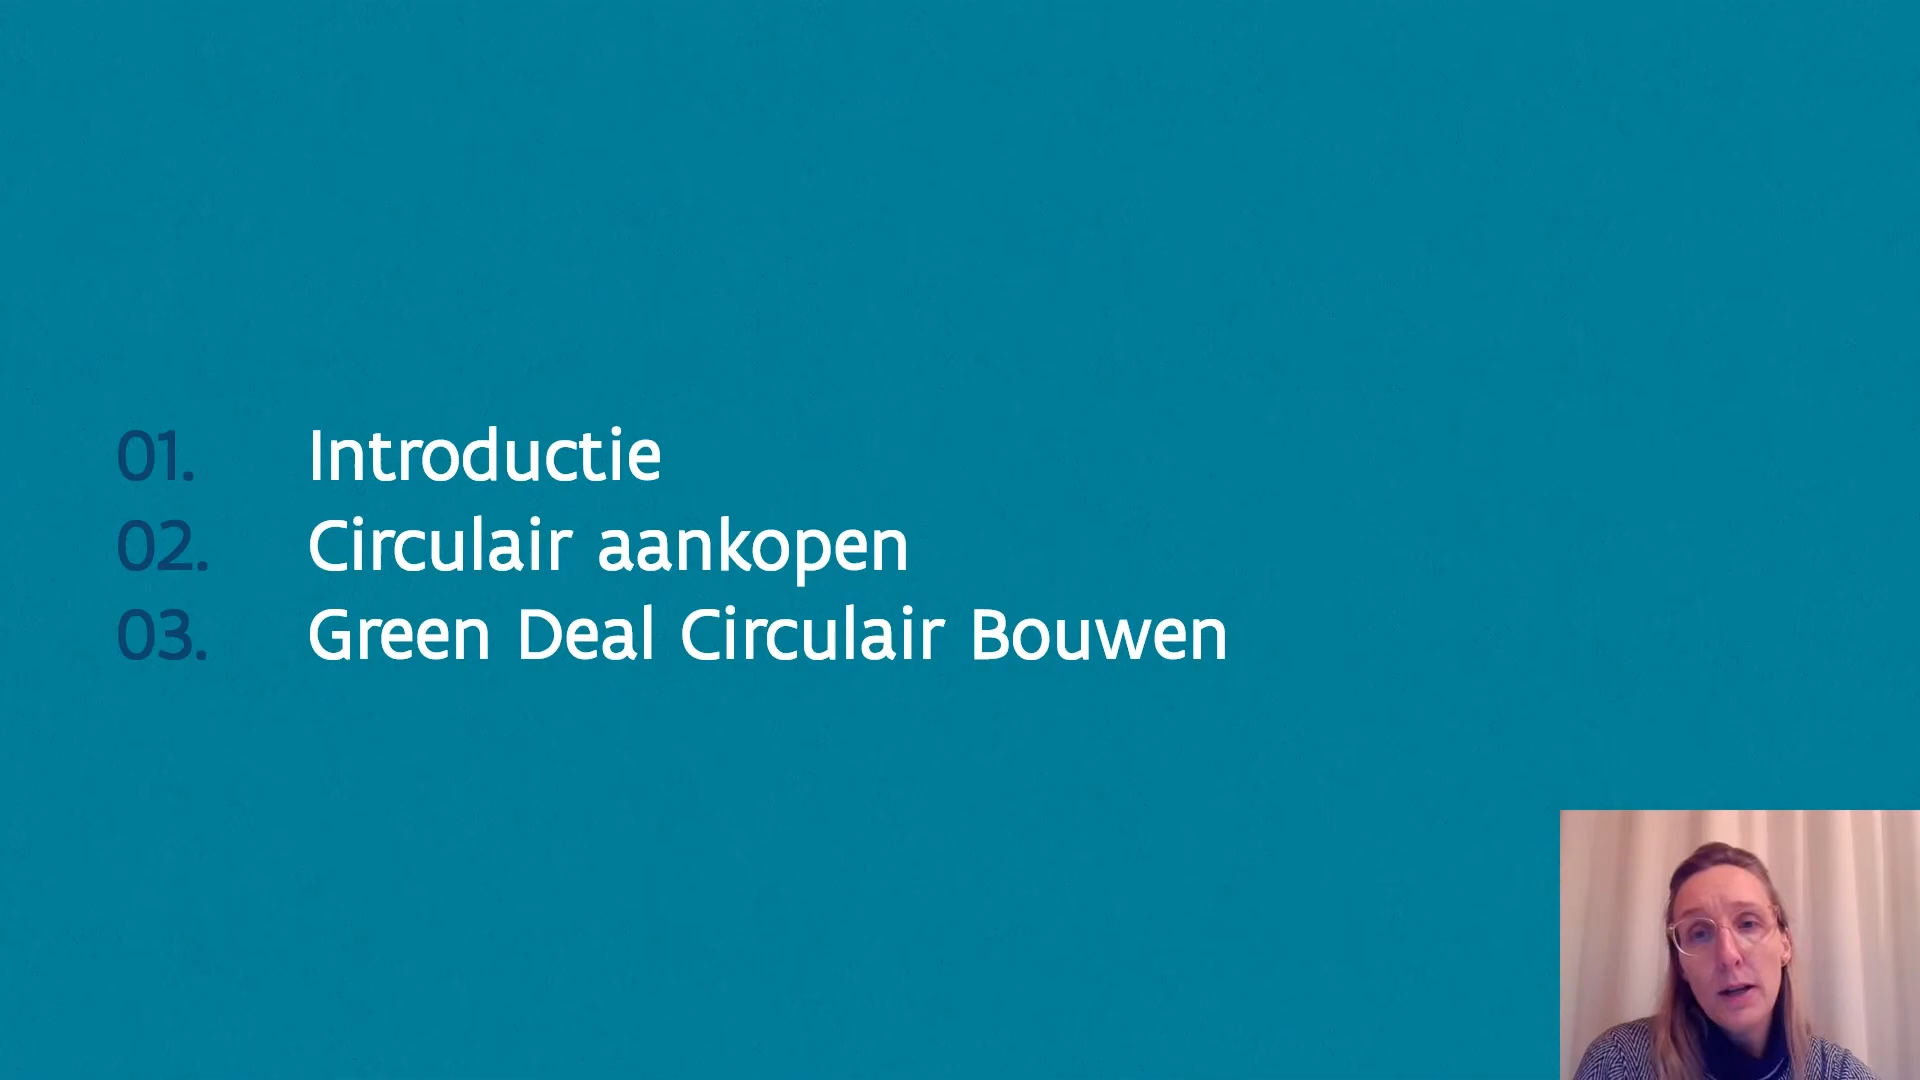 01. Introductie
02. Circulair aankopen
03. Green Deal Circulair Bouwen